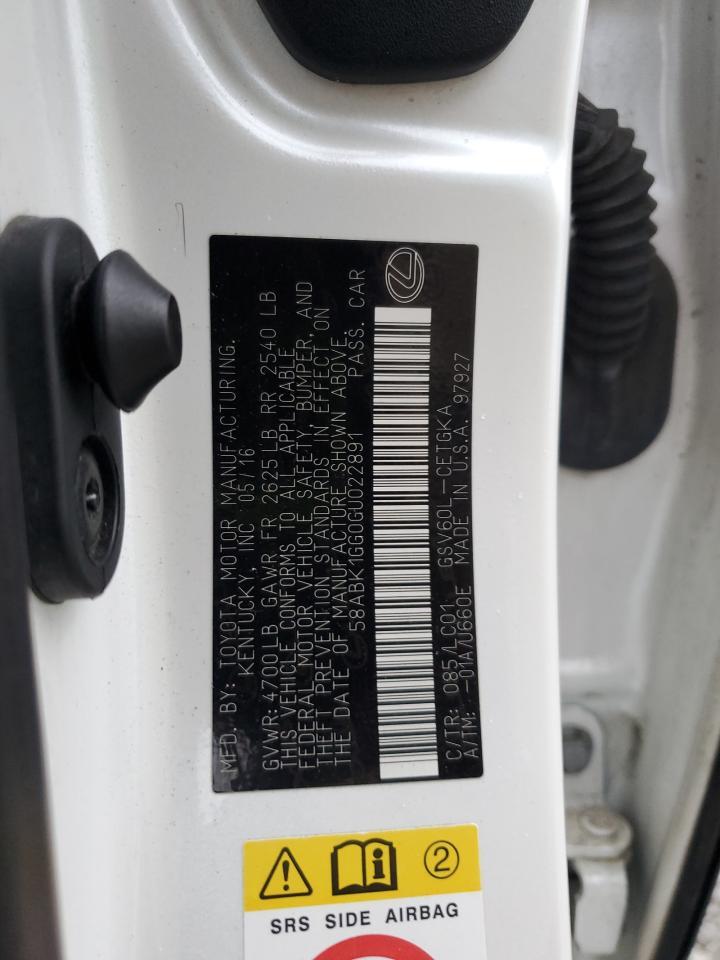 MFD. BY: TOYOTA MOTOR MANUFACTURING.
KENTUCKY, INC 05/16
GVWR: 4700LB GAWR FR 2625LB RR 2540 LB
THIS VEHICLE CONFORMS TO ALL APPLICABLE
FEDERAL MOTOR VEHICLE SAFETY, BUMPER, AND
THEFT PREVENTION STANDARDS IN EFFECT ON
THE DATE OF MANUFACTURE SHOWN ABOVE.
58ABK1GG0GU022891 PASS. CAR
C/TR: 085/LC01 GSV60L-CETGKA
A/TM: -01A/U660E MADE IN U.S.A. 97927
2
SRS SIDE AIRBAG